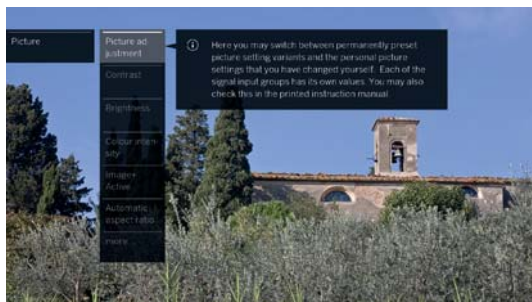 Picture
Picture ad
justment
Contrast
Brightness
Colour inten-
sity
Image+
Active
Automatic
aspect ratio
more ...
Here you may switch between permanently preset
picture setting variants and the personal picture
settings that you have changed yourself. Each of the
signal input groups has its own values. You may also
check this in the printed instruction manual